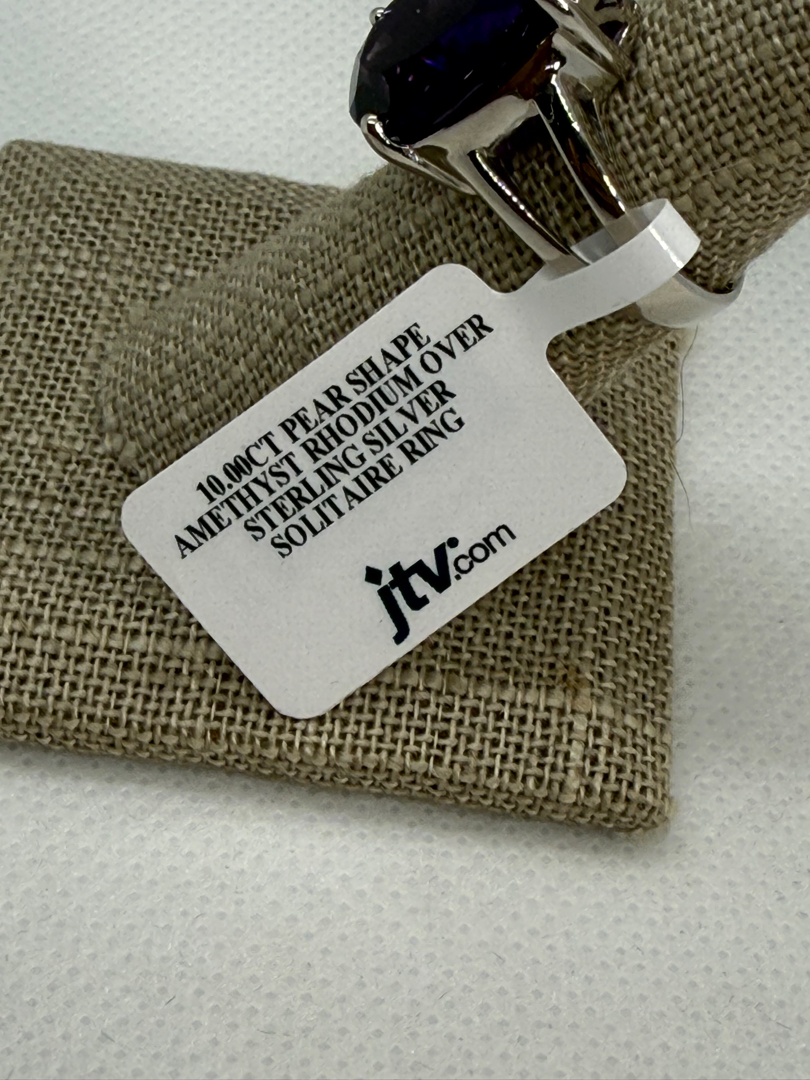 10.00CT PEAR SHAPE
AMETHYST RHODIUM OVER
STERLING SILVER
SOLITAIRE RING
jtv.com